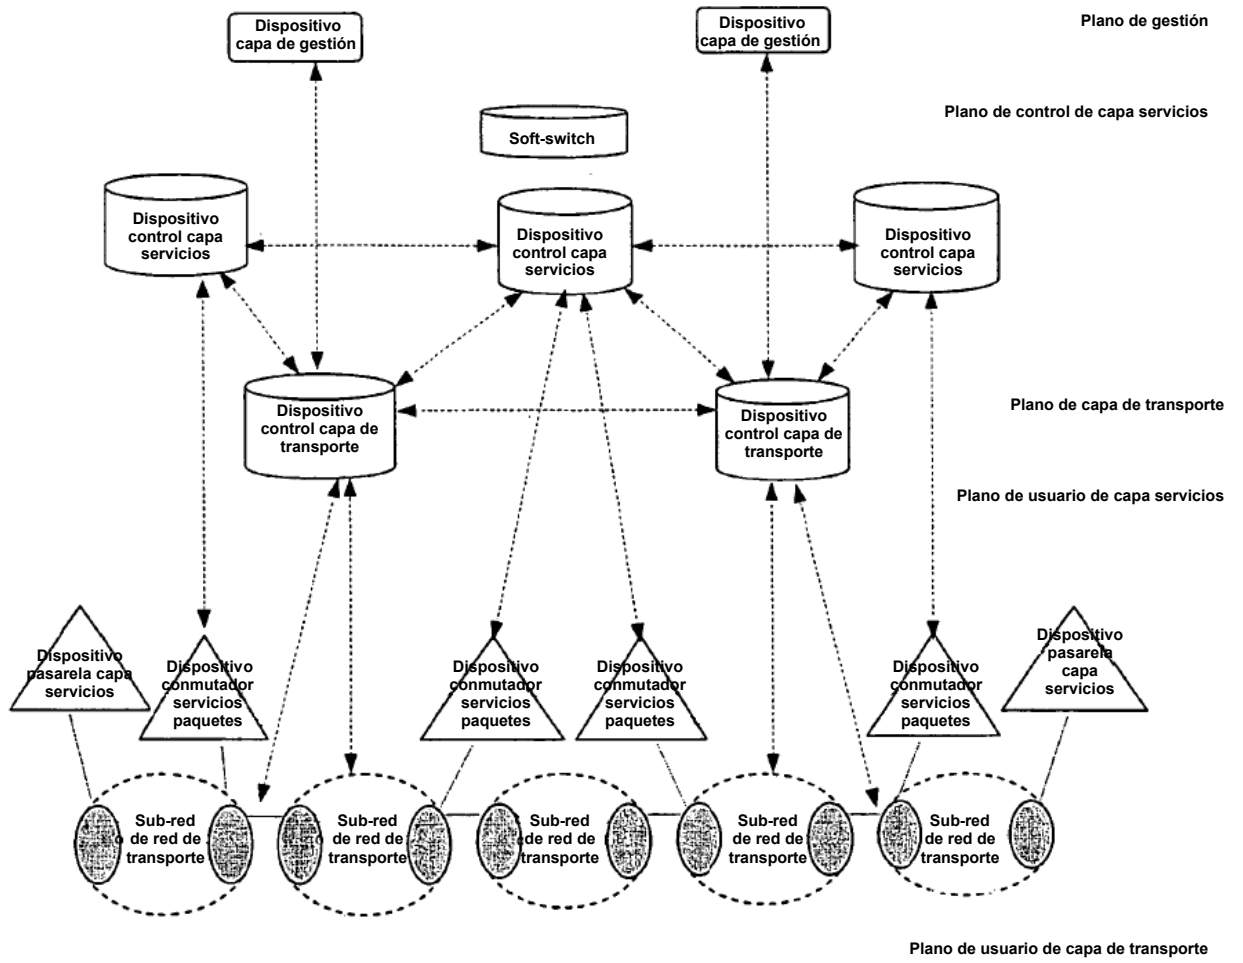 Dispositivo
capa de gestión
Dispositivo
capa de gestión
Plano de gestión
Plano de control de capa servicios
Soft-switch
Dispositivo
control capa
servicios
Dispositivo
control capa
servicios
Dispositivo
control capa
servicios
Dispositivo
control capa de
transporte
Dispositivo
control capa de
transporte
Plano de capa de transporte
Plano de usuario de capa servicios
Dispositivo
pasarela capa
servicios
Dispositivo
conmutador
servicios
paquetes
Dispositivo
conmutador
servicios
paquetes
Dispositivo
conmutador
servicios
paquetes
Dispositivo
conmutador
servicios
paquetes
Dispositivo
pasarela
capa
servicios
Sub-red
de red de
transporte
Sub-red
de red de
transporte
Sub-red
de red de
transporte
Sub-red
de red de
transporte
Sub-red
de red de
transporte
Plano de usuario de capa de transporte